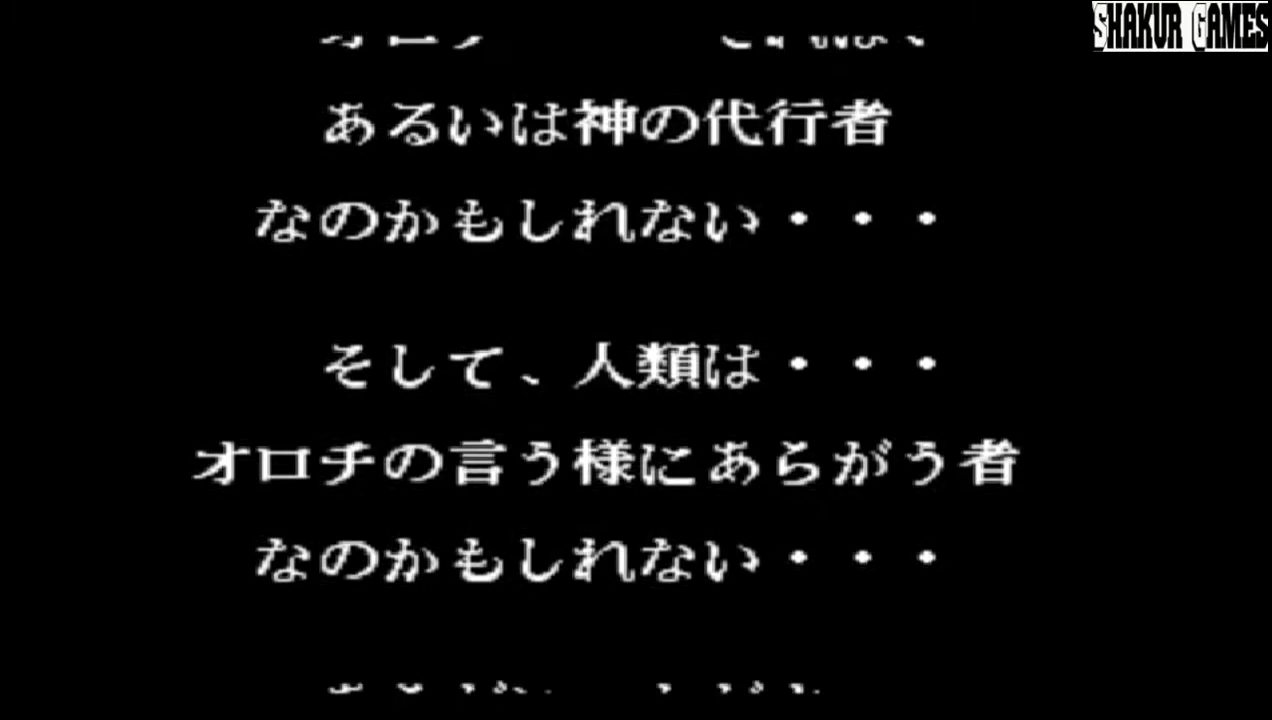 SHAKUR GAMES
あるいは神の代行者
なのかもしれない・・・
そして、人類は・・・
オロチの言う様にあらがう者
なのかもしれない・・・